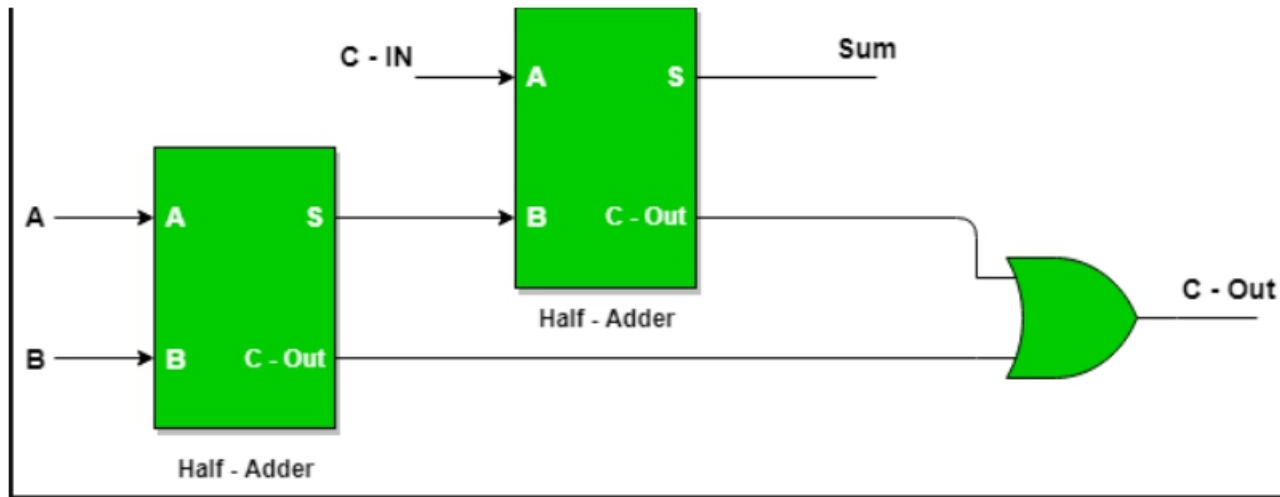 C - IN
Sum
A S
A
A S
B C - Out
C - Out
Half - Adder
B
B C - Out
Half - Adder